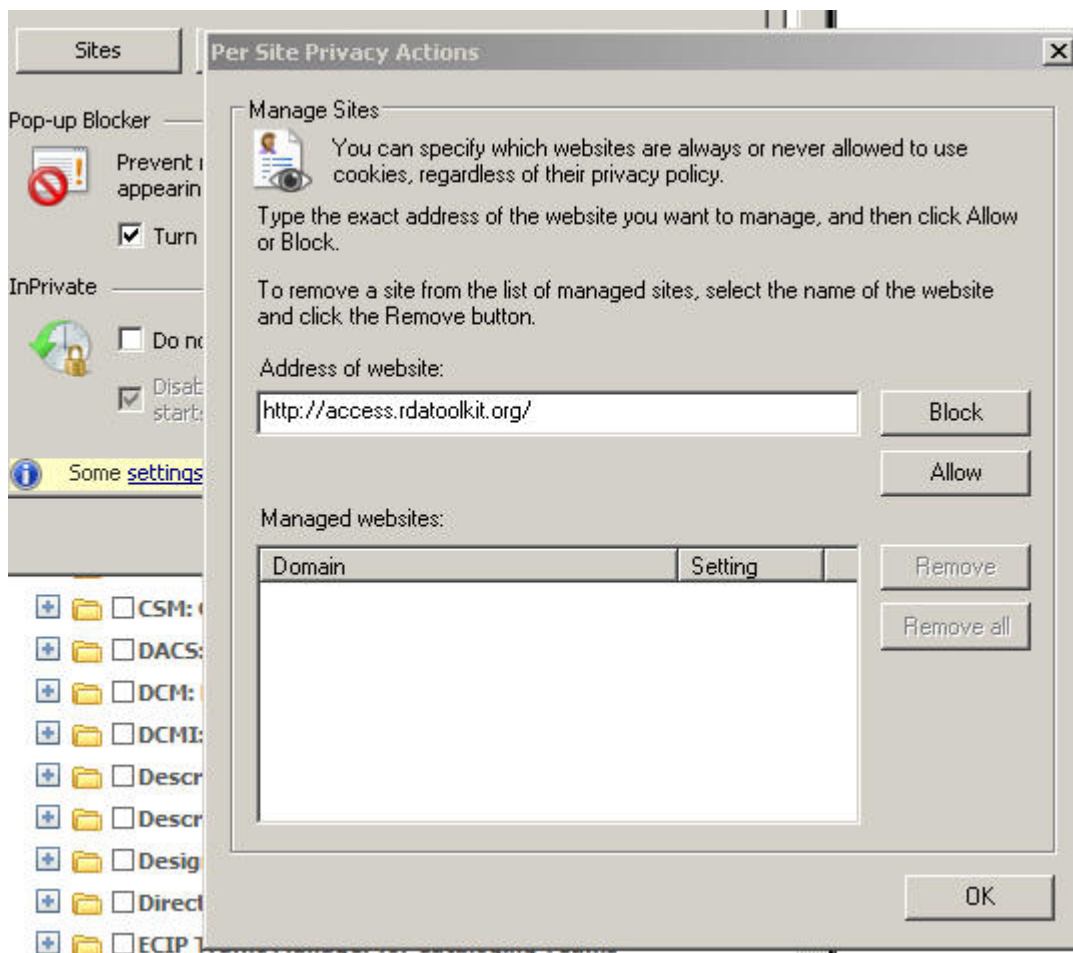 Sites
Per Site Privacy Actions
Pop-up Blocker
Prevent
appearin
Turn
InPrivate
Do no
Disab
starts
Some settings
Manage Sites
You can specify which websites are always or never allowed to use
cookies, regardless of their privacy policy.
Type the exact address of the website you want to manage, and then click Allow
or Block.
To remove a site from the list of managed sites, select the name of the website
and click the Remove button.
Address of website:
http://access.rdatoolkit.org/
Block
Allow
Managed websites:
Domain Setting
Remove
Remove all
OK
CSM:
DACS:
DCM:
DCMI:
Descr
Descr
Desig
Direct
ECIP